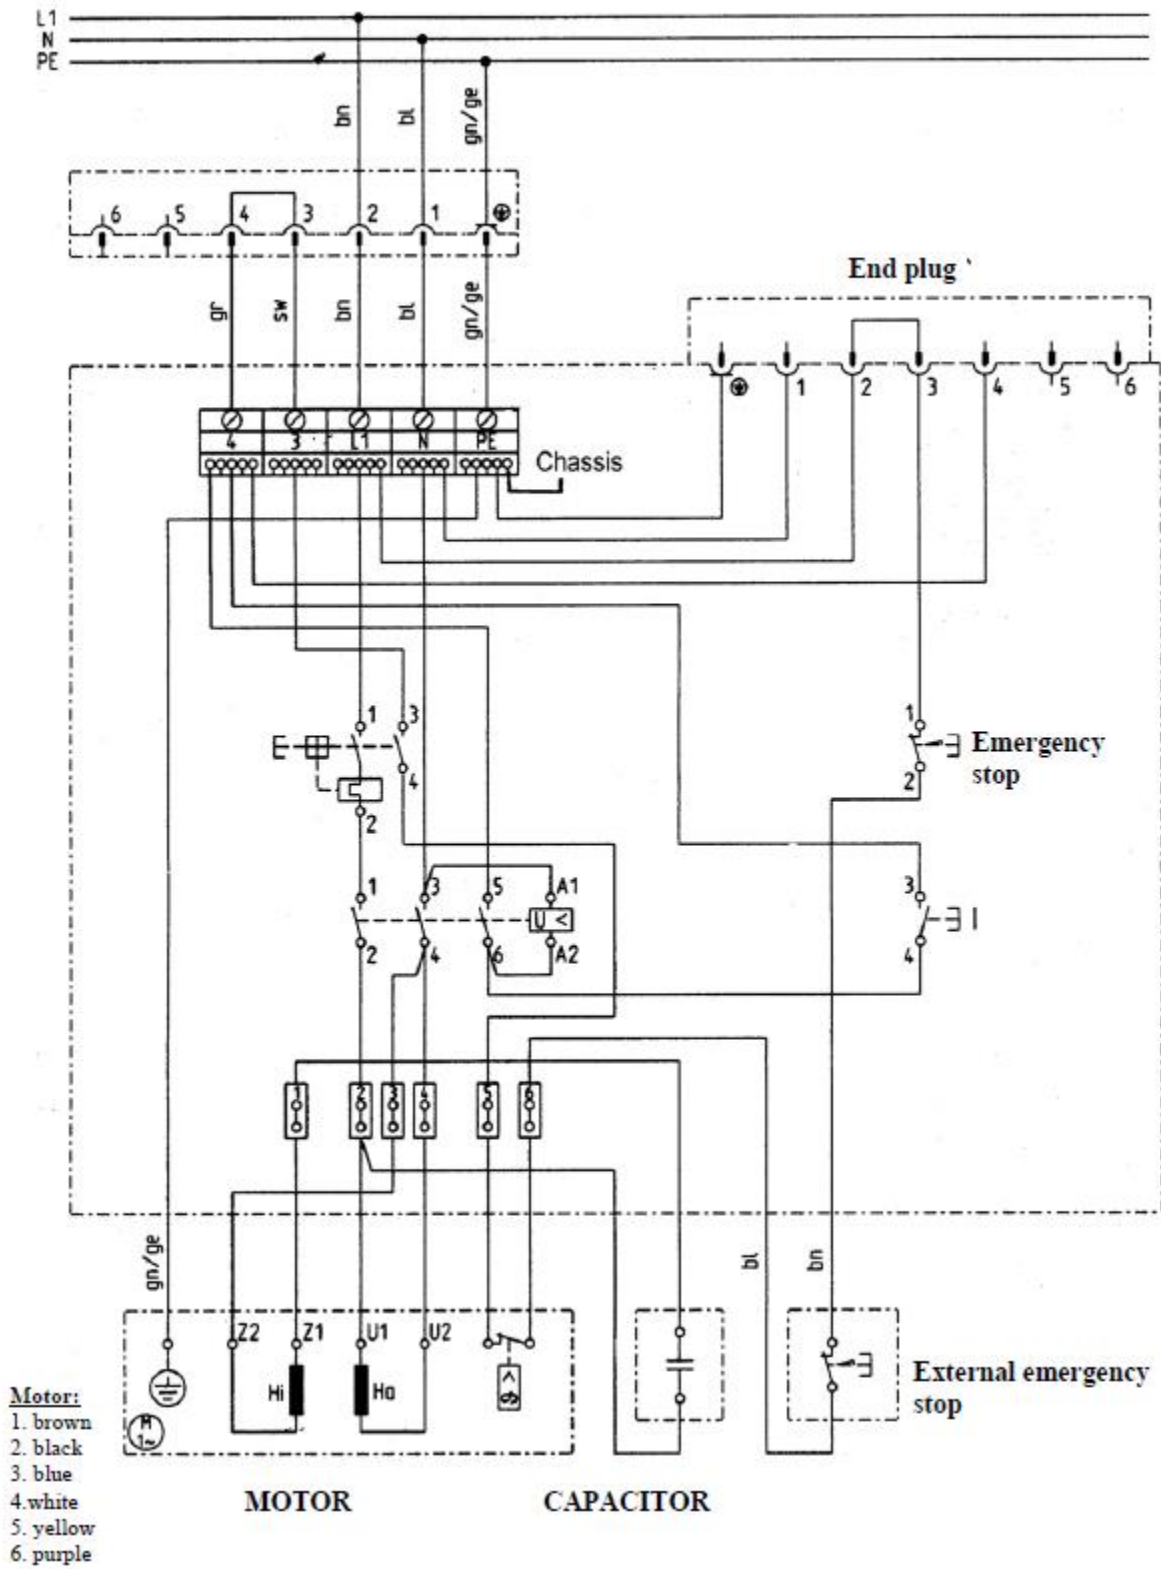 L1
N
PE
bn bl gn/ge
6 5 4 3 2 1
gr sw bn bl gn/ge
End plug
1 2 3 4 5 6
4 3 L1 N PE
Chassis
1 3
4
2
1
Emergency
stop
2
1 3 5 A1
U <
2 4 6 A2
3
4
1 2 3 4 5 6
gn/ge
bl bn
Z2 Z1 U1 U2
Hi Ha
M
1~
External emergency
stop
Motor:
1. brown
2. black
3. blue
4.white
5. yellow
6. purple
MOTOR CAPACITOR